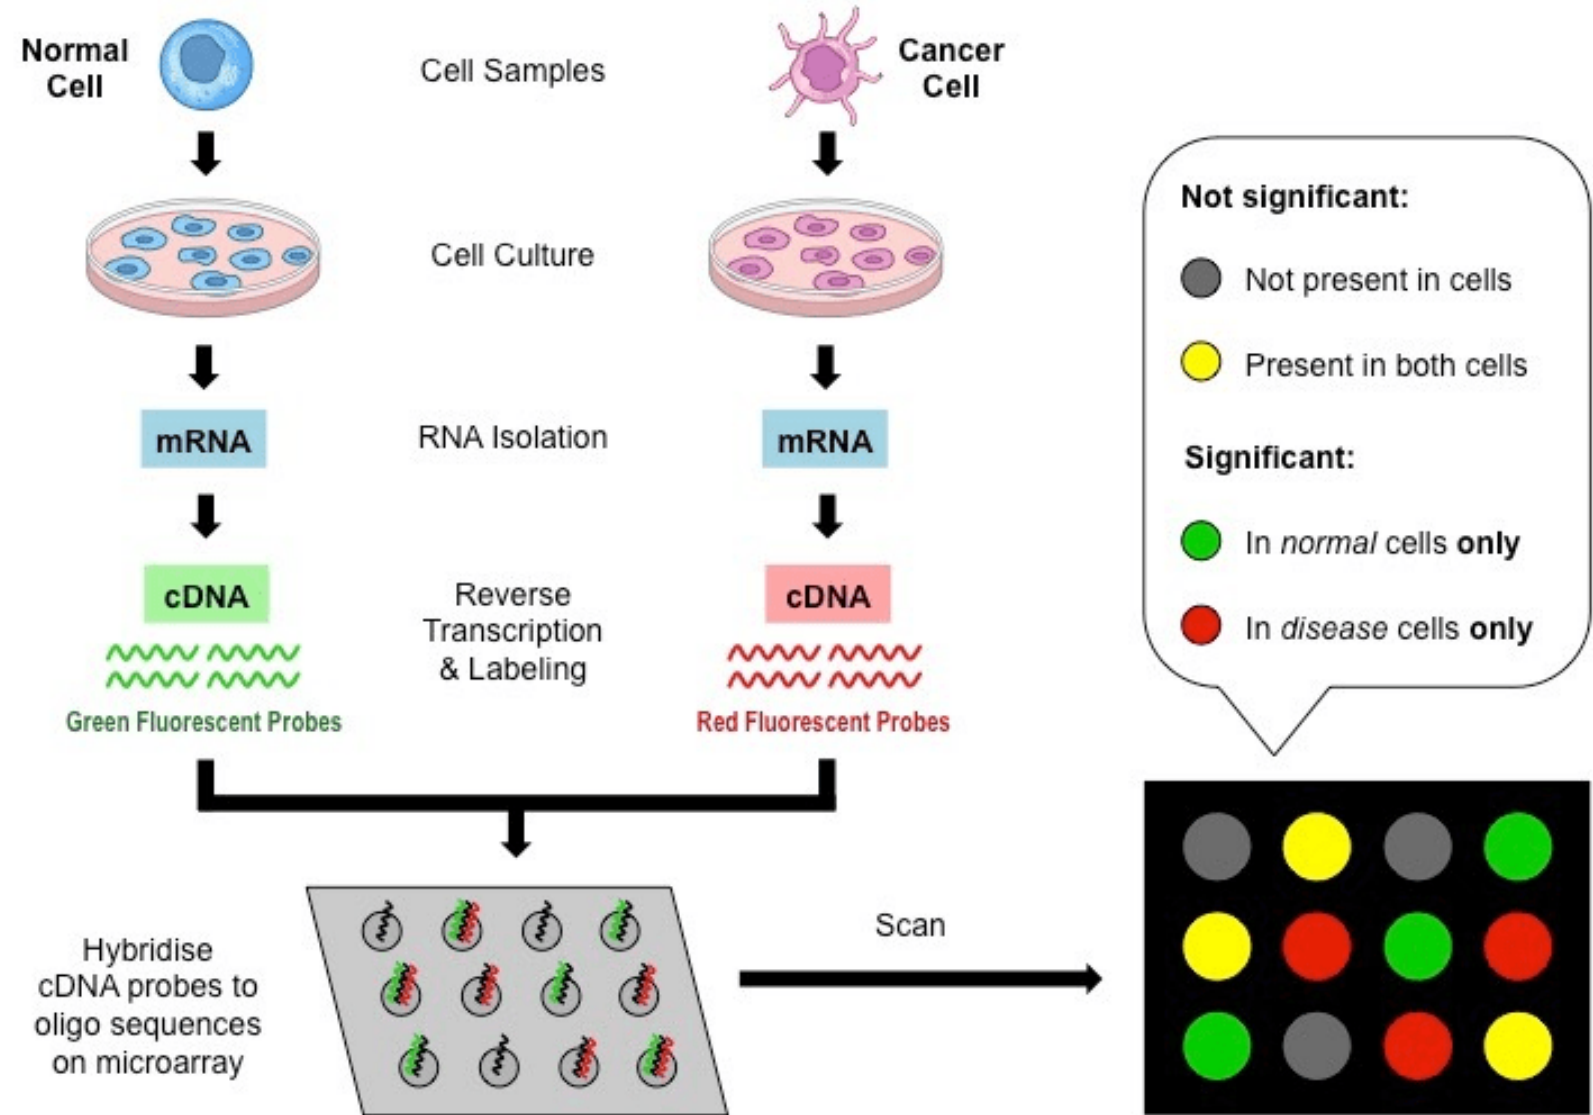 Normal
Cell
Cell Samples
Cancer
Cell
Cell Culture
mRNA
RNA Isolation
mRNA
cDNA
Reverse
Transcription
& Labeling
cDNA
Green Fluorescent Probes
Red Fluorescent Probes
Hybridise
cDNA probes to
oligo sequences
on microarray
Scan
Not significant:
Not present in cells
Present in both cells
Significant:
In normal cells only
In disease cells only